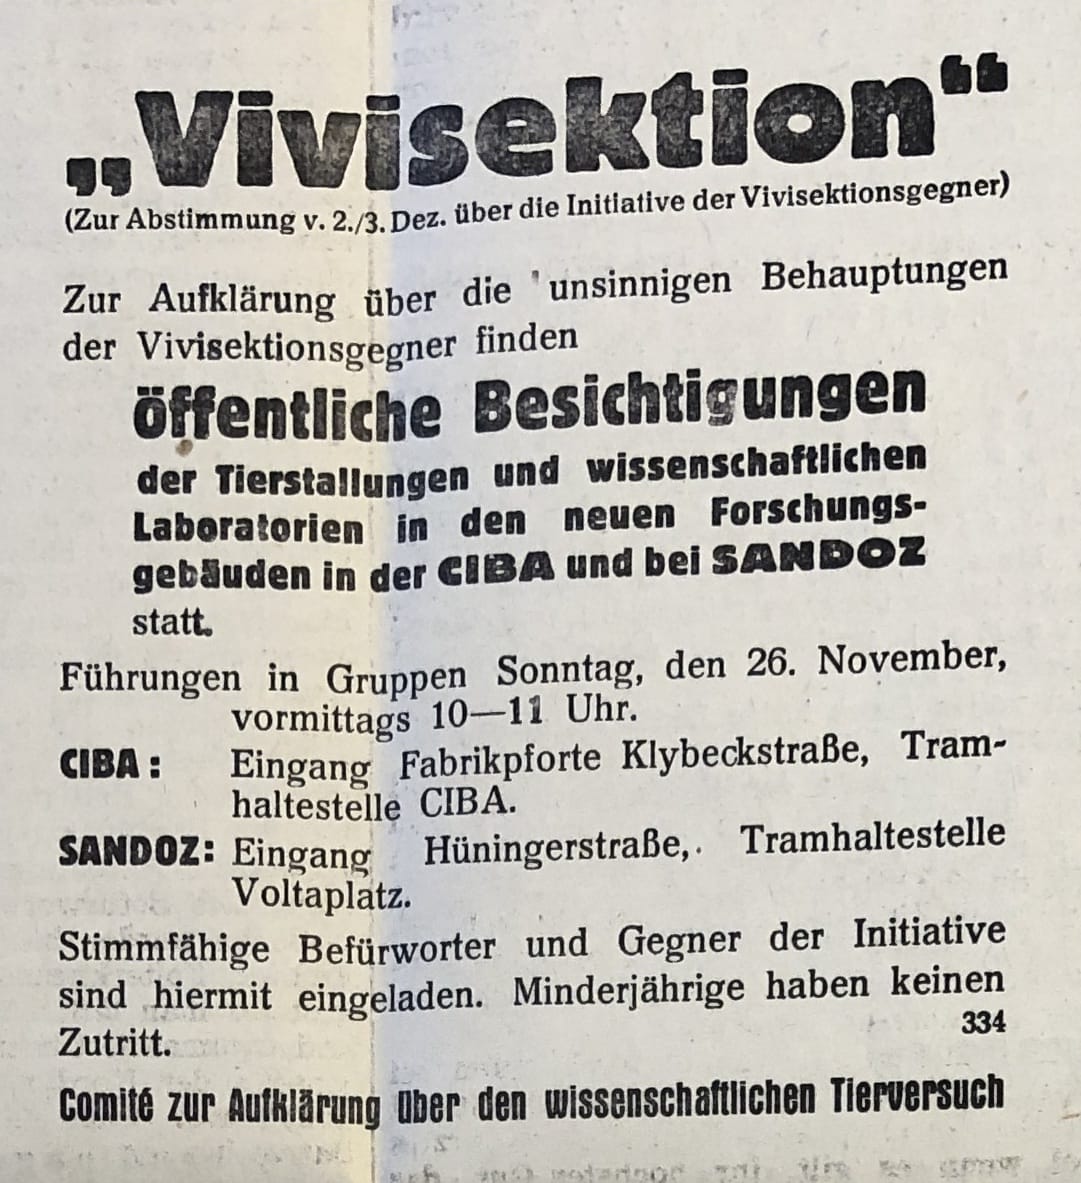 „Vivisektion“
(Zur Abstimmung v. 2./3. Dez. über die Initiative der Vivisektionsgegner)
Zur Aufklärung über die unsinnigen Behauptungen
der Vivisektionsgegner finden
öffentliche Besichtigungen
der Tierstallungen und wissenschaftlichen
Laboratorien in den neuen Forschungs-
gebäuden in der CIBA und bei SANDOZ
statt.
Führungen in Gruppen Sonntag, den 26. November,
vormittags 10—11 Uhr.
CIBA: Eingang Fabrikpforte Klybeckstraße, Tram-
haltestelle CIBA.
SANDOZ: Eingang Hüningerstraße, Tramhaltestelle
Voltaplatz.
Stimmfähige Befürworter und Gegner der Initiative
sind hiermit eingeladen. Minderjährige haben keinen
Zutritt. 334
Comité zur Aufklärung über den wissenschaftlichen Tierversuch